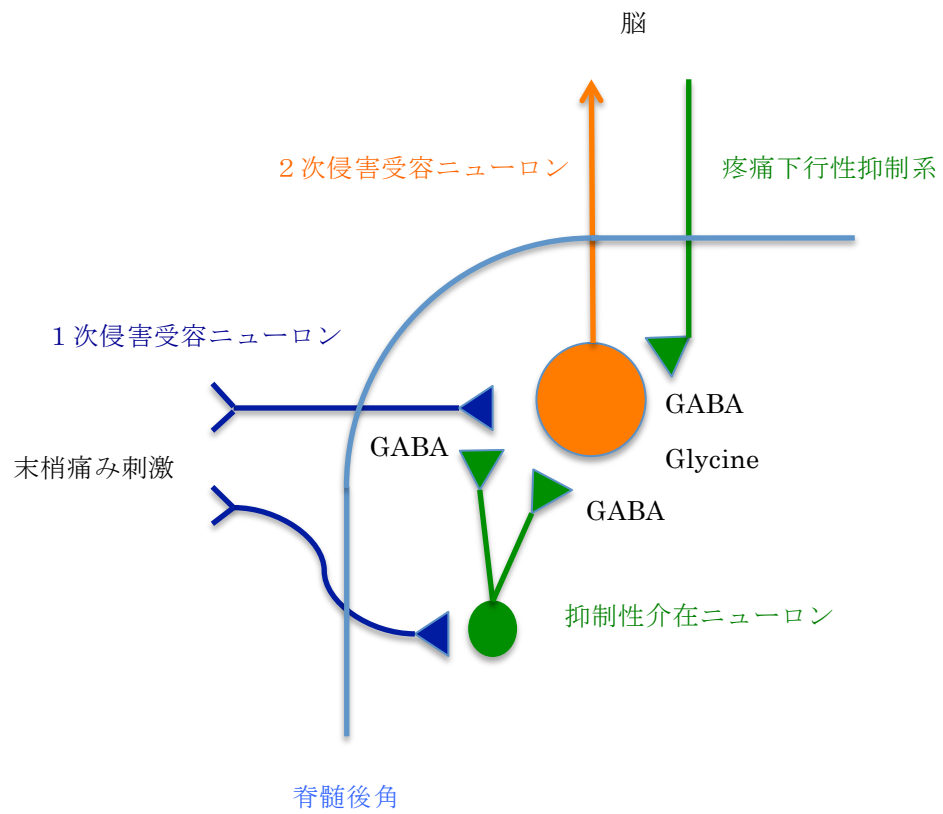 脳
２次侵害受容ニューロン
疼痛下行性抑制系
１次侵害受容ニューロン
GABA
Glycine
GABA
末梢痛み刺激
GABA
抑制性介在ニューロン
脊髄後角